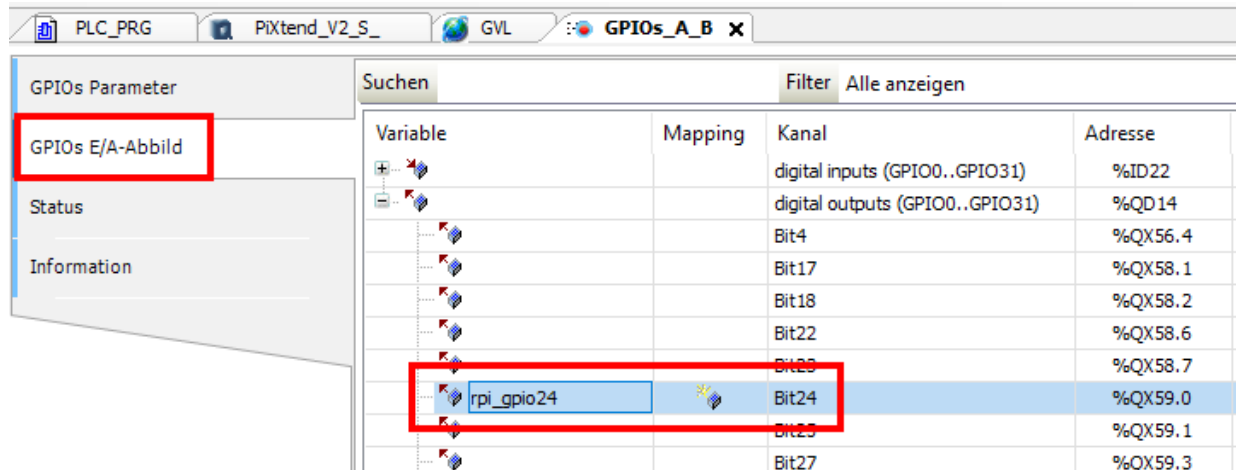 PLC_PRG PiXtend_V2_S_ GVL GPIOs_A_B X
GPIOs Parameter
GPIOs E/A-Abbild
Status
Information
Suchen Filter Alle anzeigen
Variable Mapping Kanal Adresse
digital inputs (GPIO0..GPIO31) %ID22
digital outputs (GPIO0..GPIO31) %QD14
Bit4 %QX56.4
Bit17 %QX58.1
Bit18 %QX58.2
Bit22 %QX58.6
Bit23 %QX58.7
rpi_gpio24 Bit24 %QX59.0
Bit25 %QX59.1
Bit27 %QX59.3